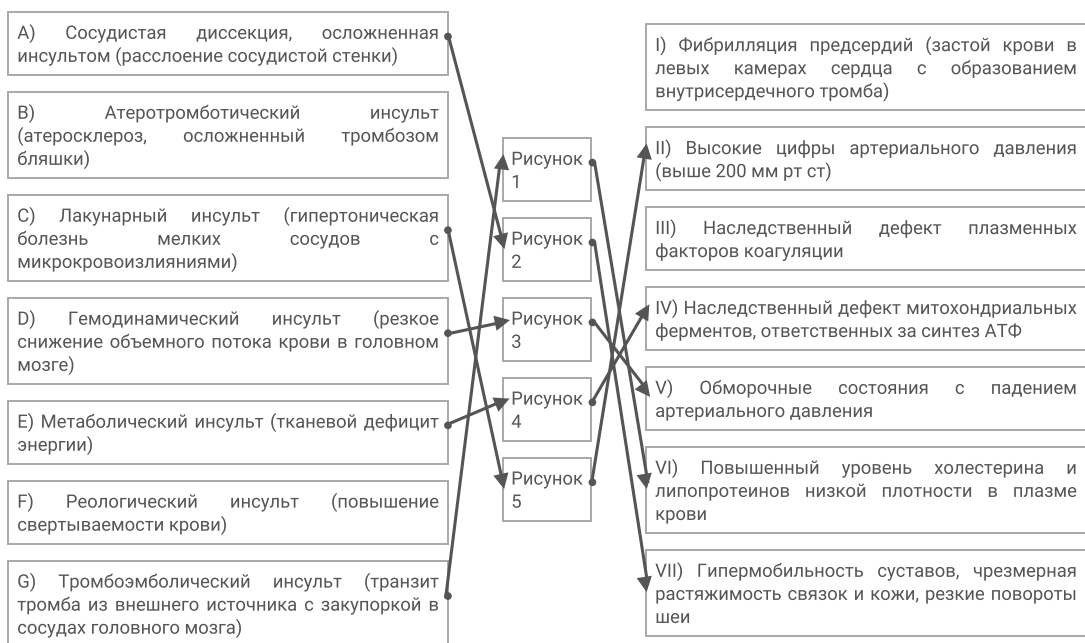 A) Сосудистая диссекция, осложненная
инсультом (расслоение сосудистой стенки)
B) Атеротромботический инсульт
(атеросклероз, осложненный тромбозом
бляшки)
C) Лакунарный инсульт (гипертоническая
болезнь мелких сосудов с
микрокровоизлияниями)
D) Гемодинамический инсульт (резкое
снижение объемного потока крови в головном
мозге)
E) Метаболический инсульт (тканевой дефицит
энергии)
F) Реологический инсульт (повышение
свертываемости крови)
G) Тромбоэмболический инсульт (транзит
тромба из внешнего источника с закупоркой в
сосудах головного мозга)
Рисунок
1
Рисунок
2
Рисунок
3
Рисунок
4
Рисунок
5
I) Фибрилляция предсердий (застой крови в
левых камерах сердца с образованием
внутрисердечного тромба)
II) Высокие цифры артериального давления
(выше 200 мм рт ст)
III) Наследственный дефект плазменных
факторов коагуляции
IV) Наследственный дефект митохондриальных
ферментов, ответственных за синтез АТФ
V) Обморочные состояния с падением
артериального давления
VI) Повышенный уровень холестерина и
липопротеинов низкой плотности в плазме
крови
VII) Гипермобильность суставов, чрезмерная
растяжимость связок и кожи, резкие повороты
шеи